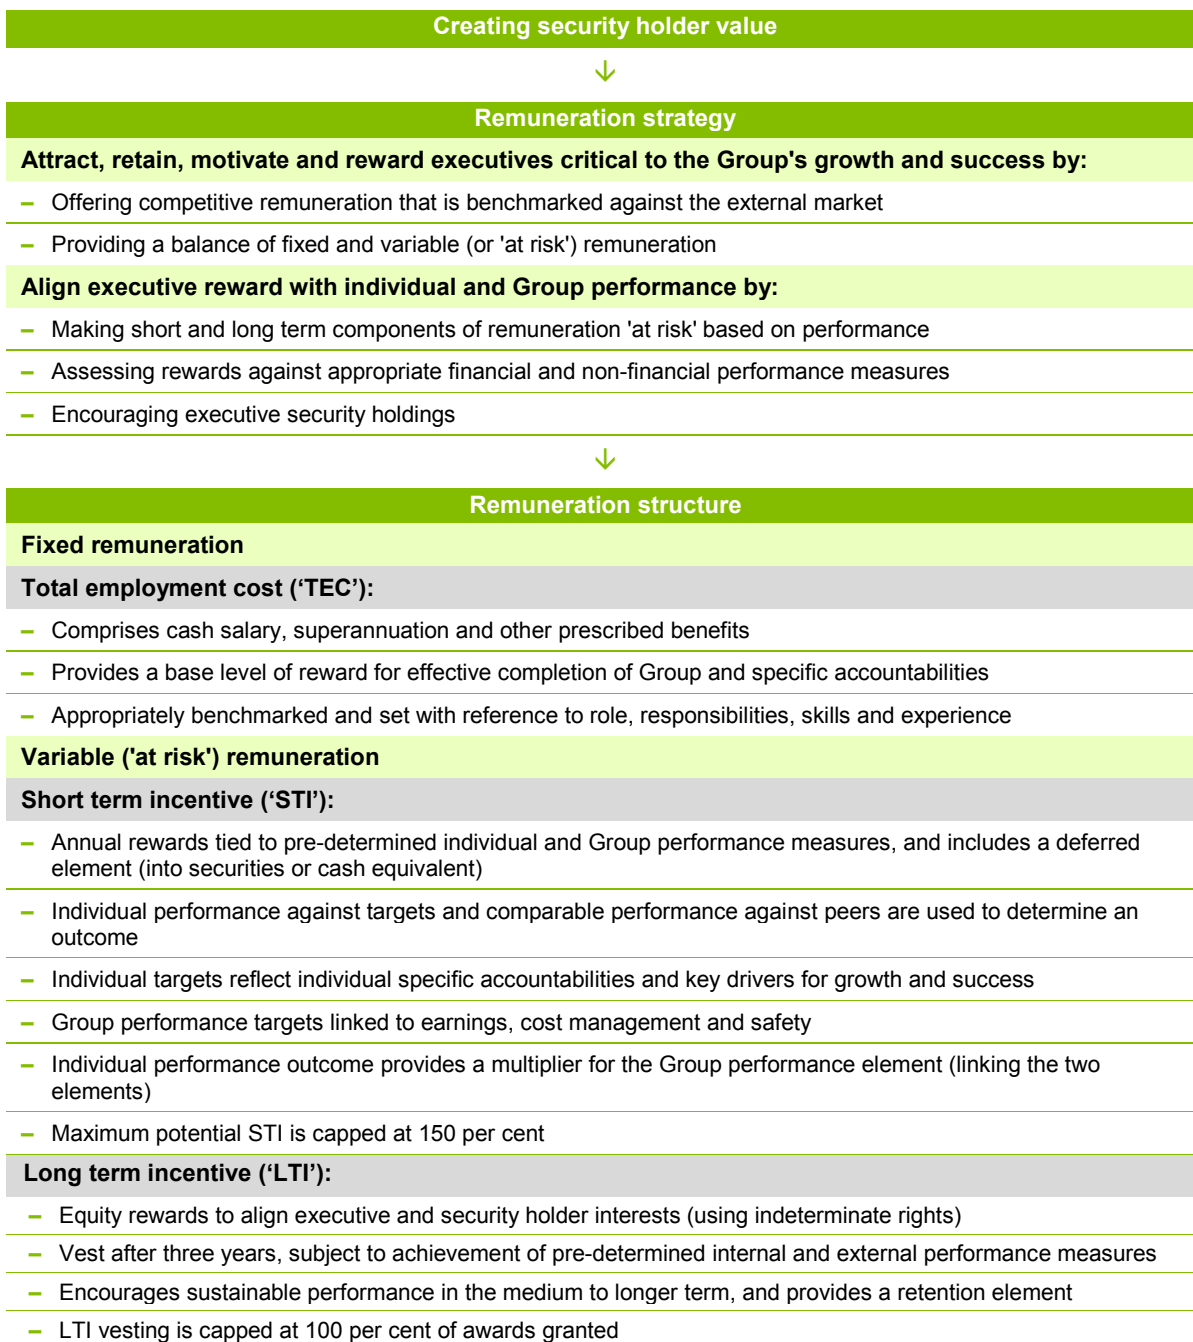 Creating security holder value
↓
Remuneration strategy
Attract, retain, motivate and reward executives critical to the Group's growth and success by:
– Offering competitive remuneration that is benchmarked against the external market
– Providing a balance of fixed and variable (or 'at risk') remuneration
Align executive reward with individual and Group performance by:
– Making short and long term components of remuneration 'at risk' based on performance
– Assessing rewards against appropriate financial and non-financial performance measures
– Encouraging executive security holdings
↓
Remuneration structure
Fixed remuneration
Total employment cost (‘TEC’):
– Comprises cash salary, superannuation and other prescribed benefits
– Provides a base level of reward for effective completion of Group and specific accountabilities
– Appropriately benchmarked and set with reference to role, responsibilities, skills and experience
Variable ('at risk') remuneration
Short term incentive (‘STI’):
– Annual rewards tied to pre-determined individual and Group performance measures, and includes a deferred
element (into securities or cash equivalent)
– Individual performance against targets and comparable performance against peers are used to determine an
outcome
– Individual targets reflect individual specific accountabilities and key drivers for growth and success
– Group performance targets linked to earnings, cost management and safety
– Individual performance outcome provides a multiplier for the Group performance element (linking the two
elements)
– Maximum potential STI is capped at 150 per cent
Long term incentive (‘LTI’):
– Equity rewards to align executive and security holder interests (using indeterminate rights)
– Vest after three years, subject to achievement of pre-determined internal and external performance measures
– Encourages sustainable performance in the medium to longer term, and provides a retention element
– LTI vesting is capped at 100 per cent of awards granted